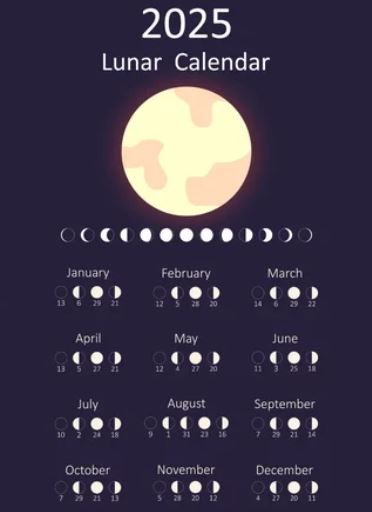 2025
Lunar Calendar
January February March
13 6 29 21 12 5 28 20 14 6 29 22
April May June
13 5 27 21 12 4 27 20 11 3 25 18
July August September
10 2 24 18 9 1 31 23 16 7 29 21 14
October November December
7 29 21 13 5 28 20 12 4 27 20 11